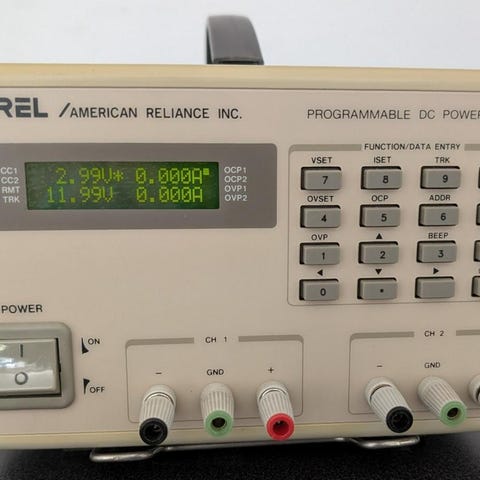 REL /AMERICAN RELIANCE INC.
PROGRAMMABLE DC POWER
FUNCTION/DATA ENTRY
VSET ISET TRK
7 8 9
OVSET OCP ADDR
4 5 6
OVP ▲ BEEP
1 2 3
◄ ▼ ►
0 •
CC1 2.99V* 0.000A OCP1
CC2 OCP2
RMT 11.99V 0.000A OVP1
TRK OVP2
POWER
ON
OFF
CH 1
− GND +
CH 2
− GND